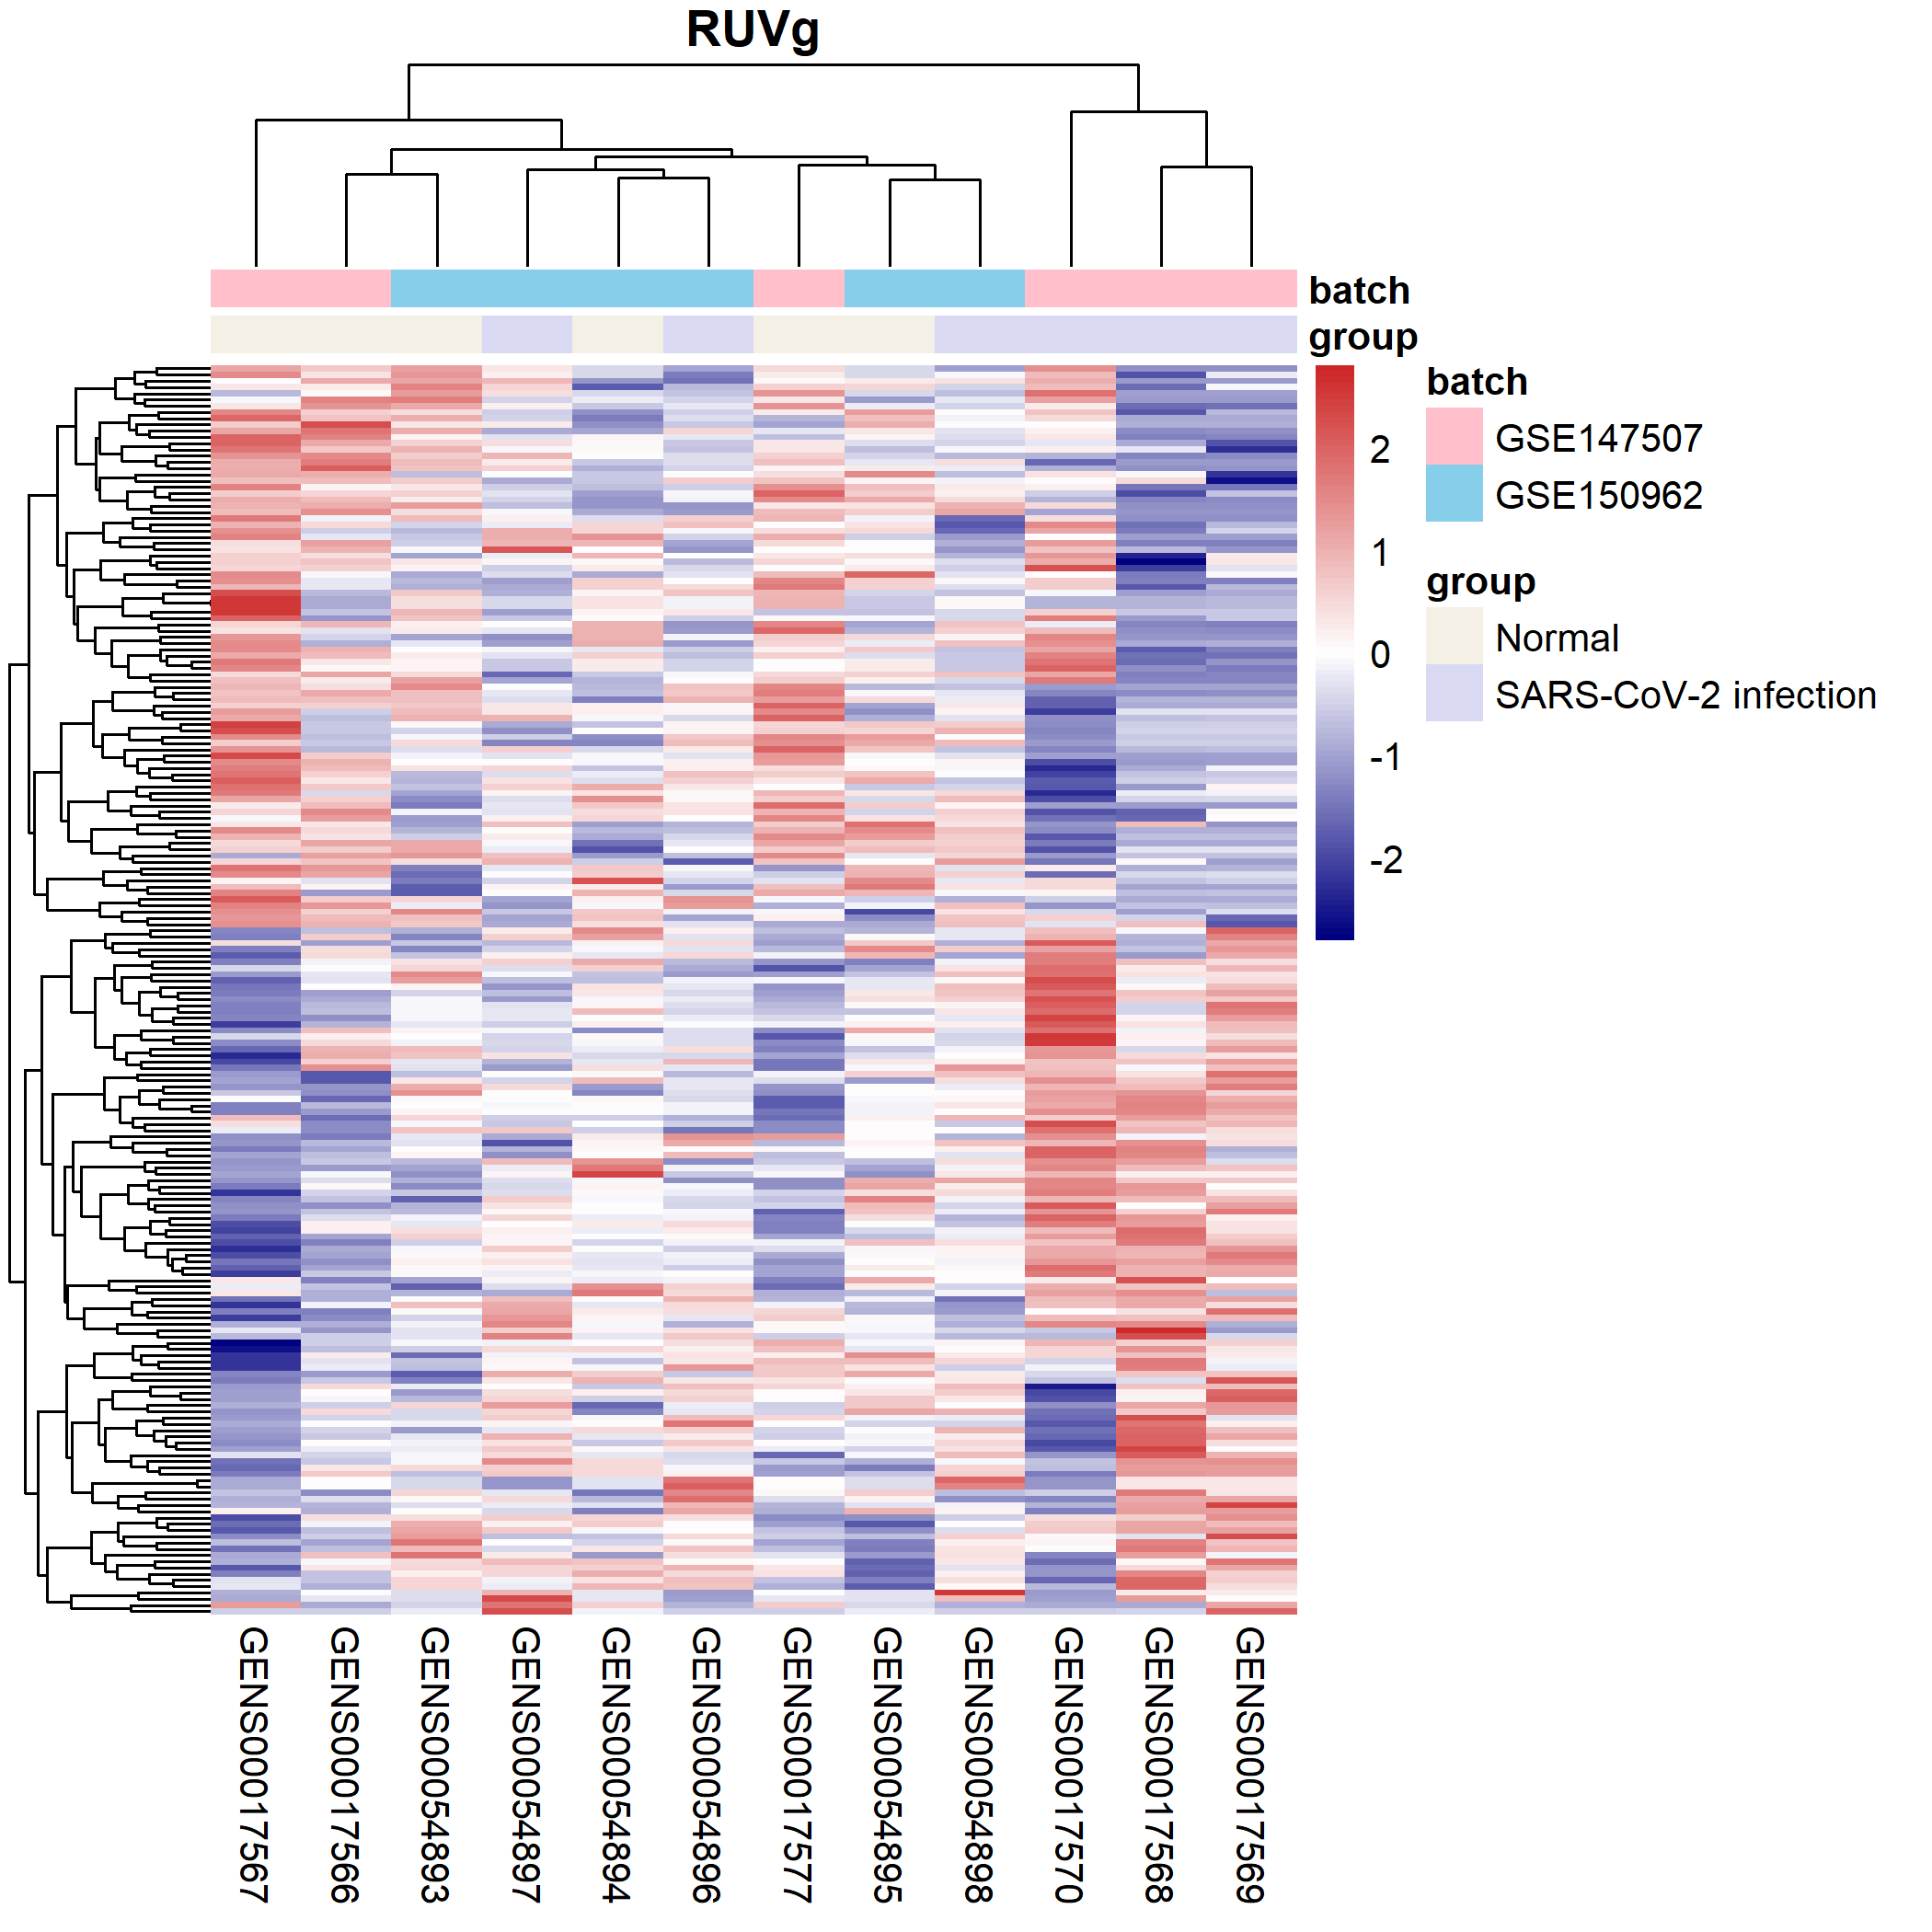 RUVg
batch
group
2
1
0
-1
-2
batch
GSE147507
GSE150962
group
Normal
SARS-CoV-2 infection
GENS00017567
GENS00017566
GENS00054893
GENS00054897
GENS00054894
GENS00054896
GENS00017577
GENS00054895
GENS00054898
GENS00017570
GENS00017568
GENS00017569